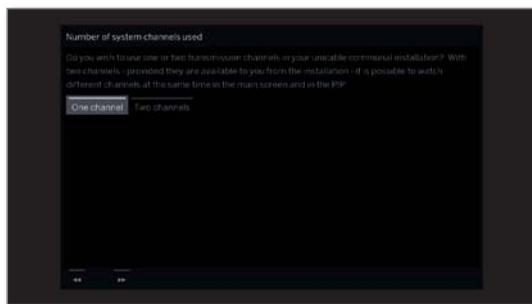 Number of system channels used
Do you wish to use one or two transmission channels in your unicable communal installation? With
two channels - provided they are available to you from the installation - it is possible to watch
different channels at the same time in the main screen and in the PIP
One channel Two channels